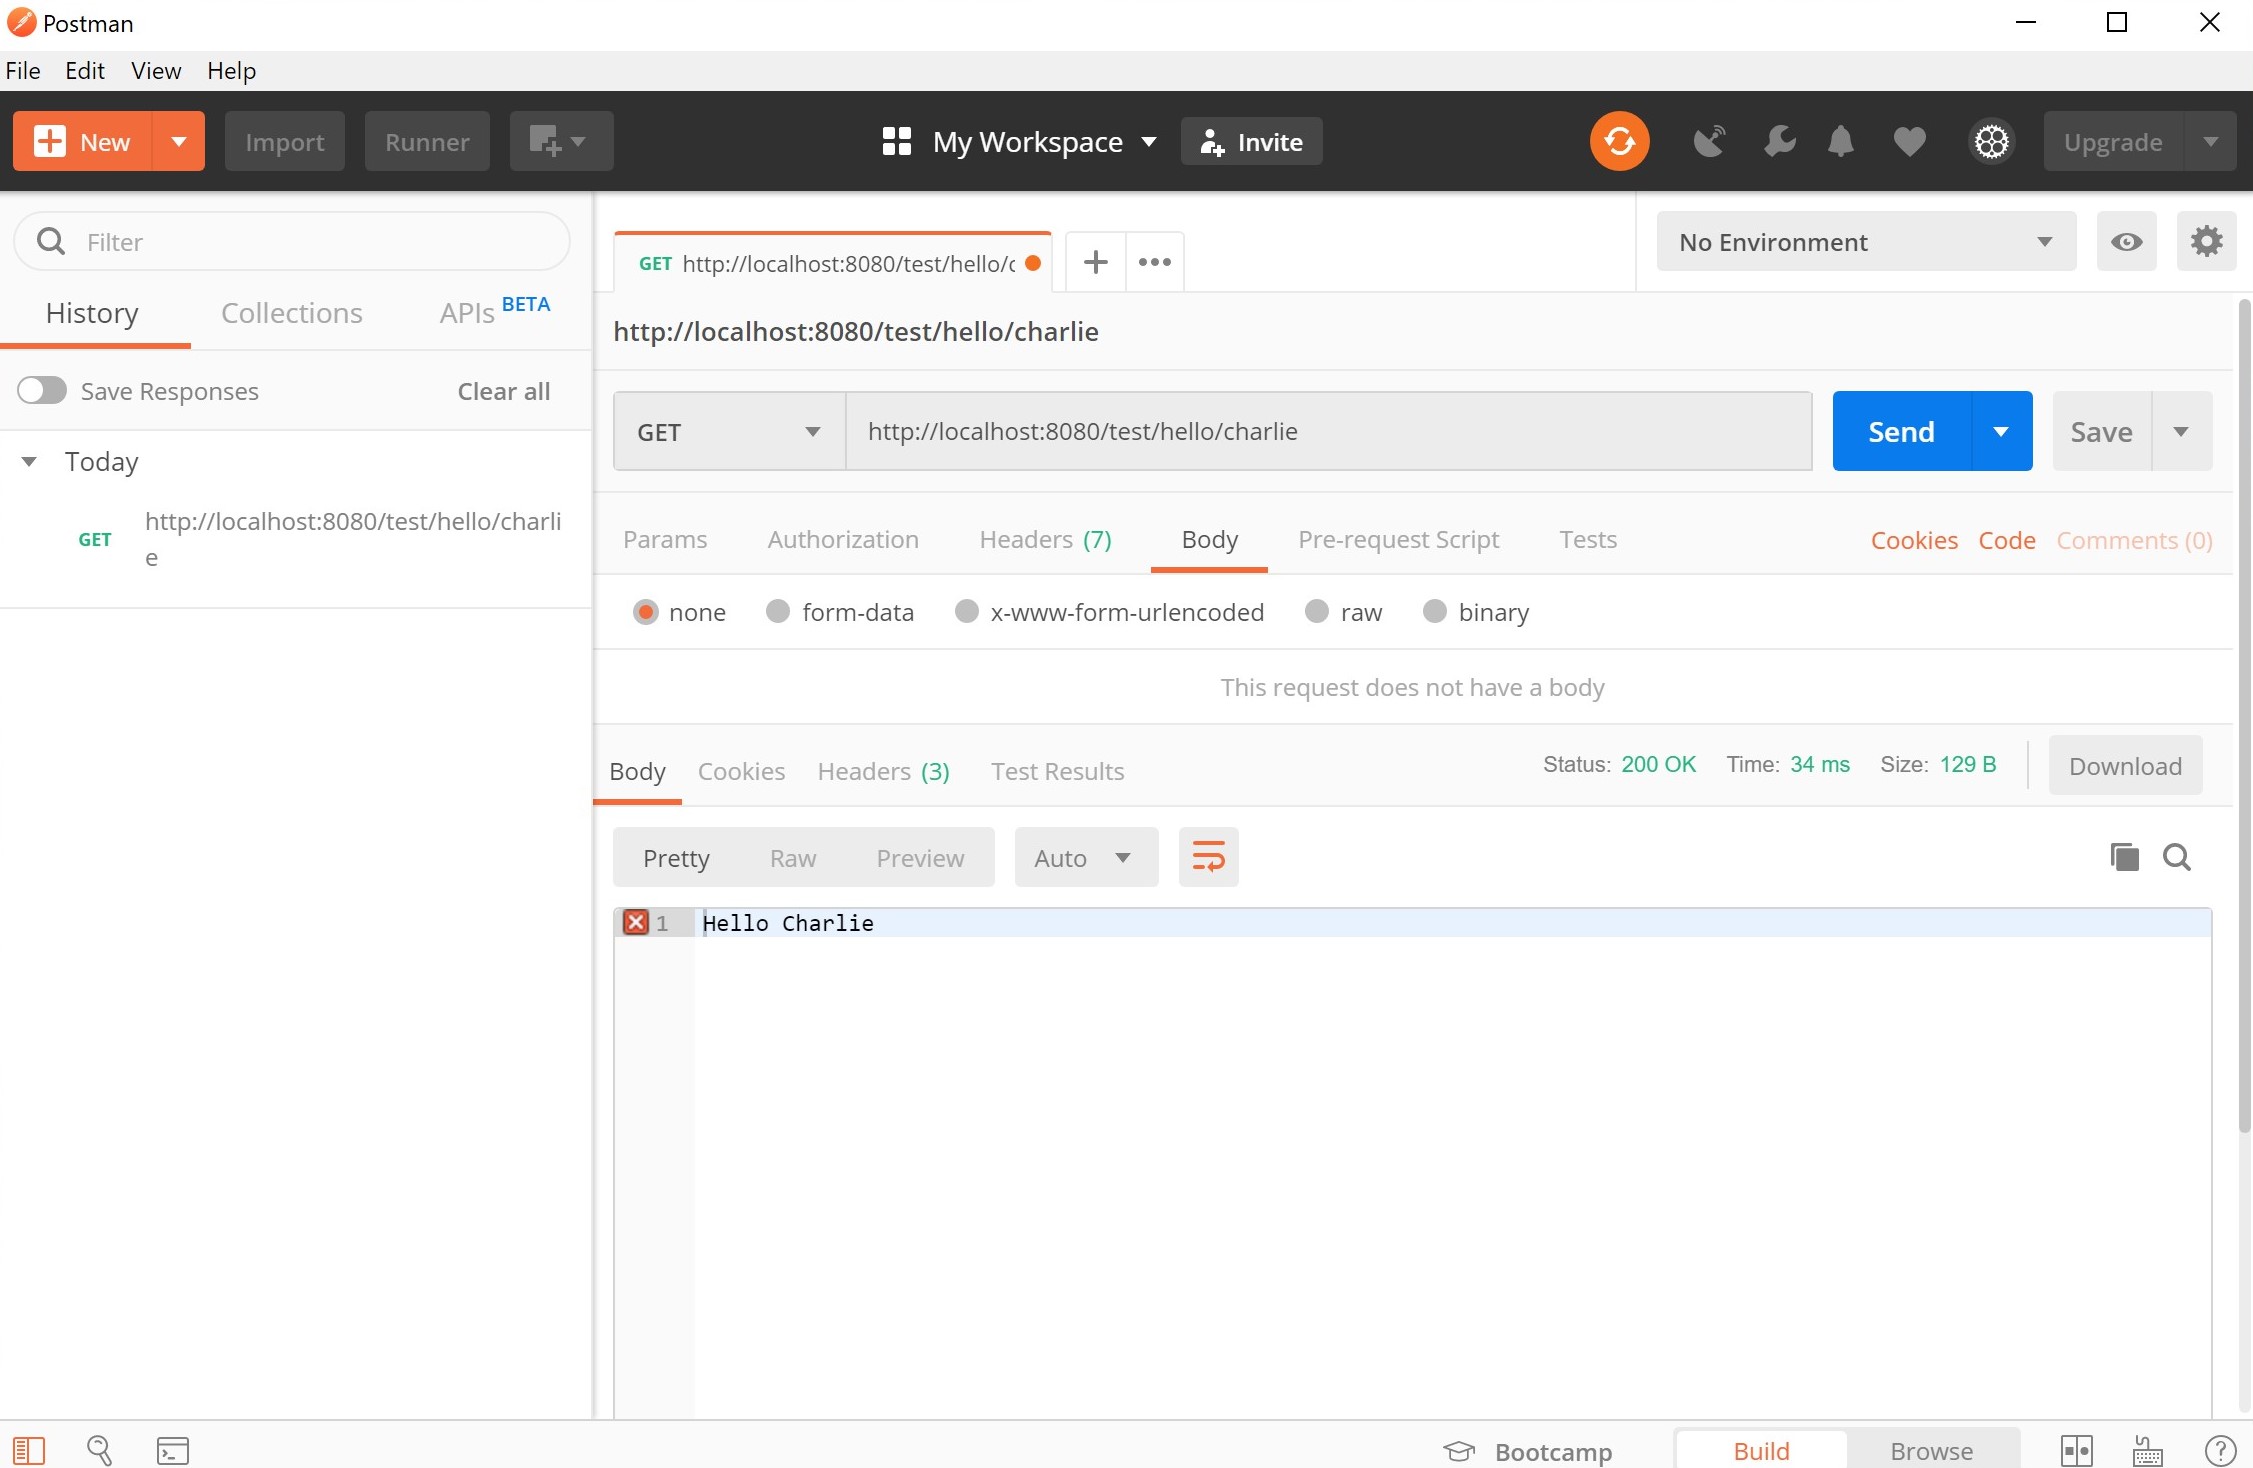 Postman
File Edit View Help
New Import Runner My Workspace Invite Upgrade
Filter
History Collections APIs BETA
Save Responses Clear all
Today
GET http://localhost:8080/test/hello/charli
e
GET http://localhost:8080/test/hello/c
No Environment
http://localhost:8080/test/hello/charlie
GET http://localhost:8080/test/hello/charlie Send Save
Params Authorization Headers (7) Body Pre-request Script Tests Cookies Code Comments (0)
none form-data x-www-form-urlencoded raw binary
This request does not have a body
Body Cookies Headers (3) Test Results Status: 200 OK Time: 34 ms Size: 129 B Download
Pretty Raw Preview Auto
1 Hello Charlie
Bootcamp Build Browse